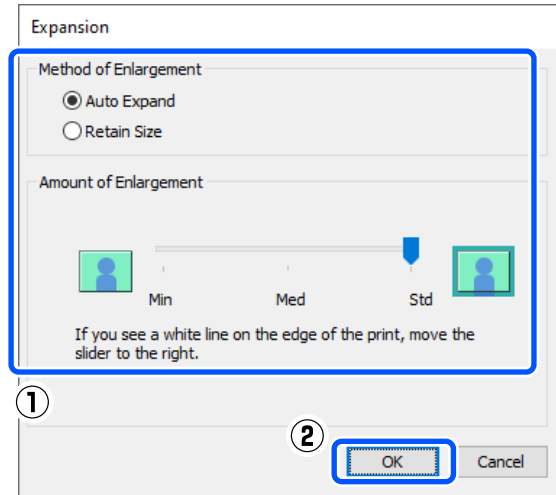 Expansion
Method of Enlargement
Auto Expand
Retain Size
Amount of Enlargement
Min Med Std
If you see a white line on the edge of the print, move the
slider to the right.
①
②
OK Cancel